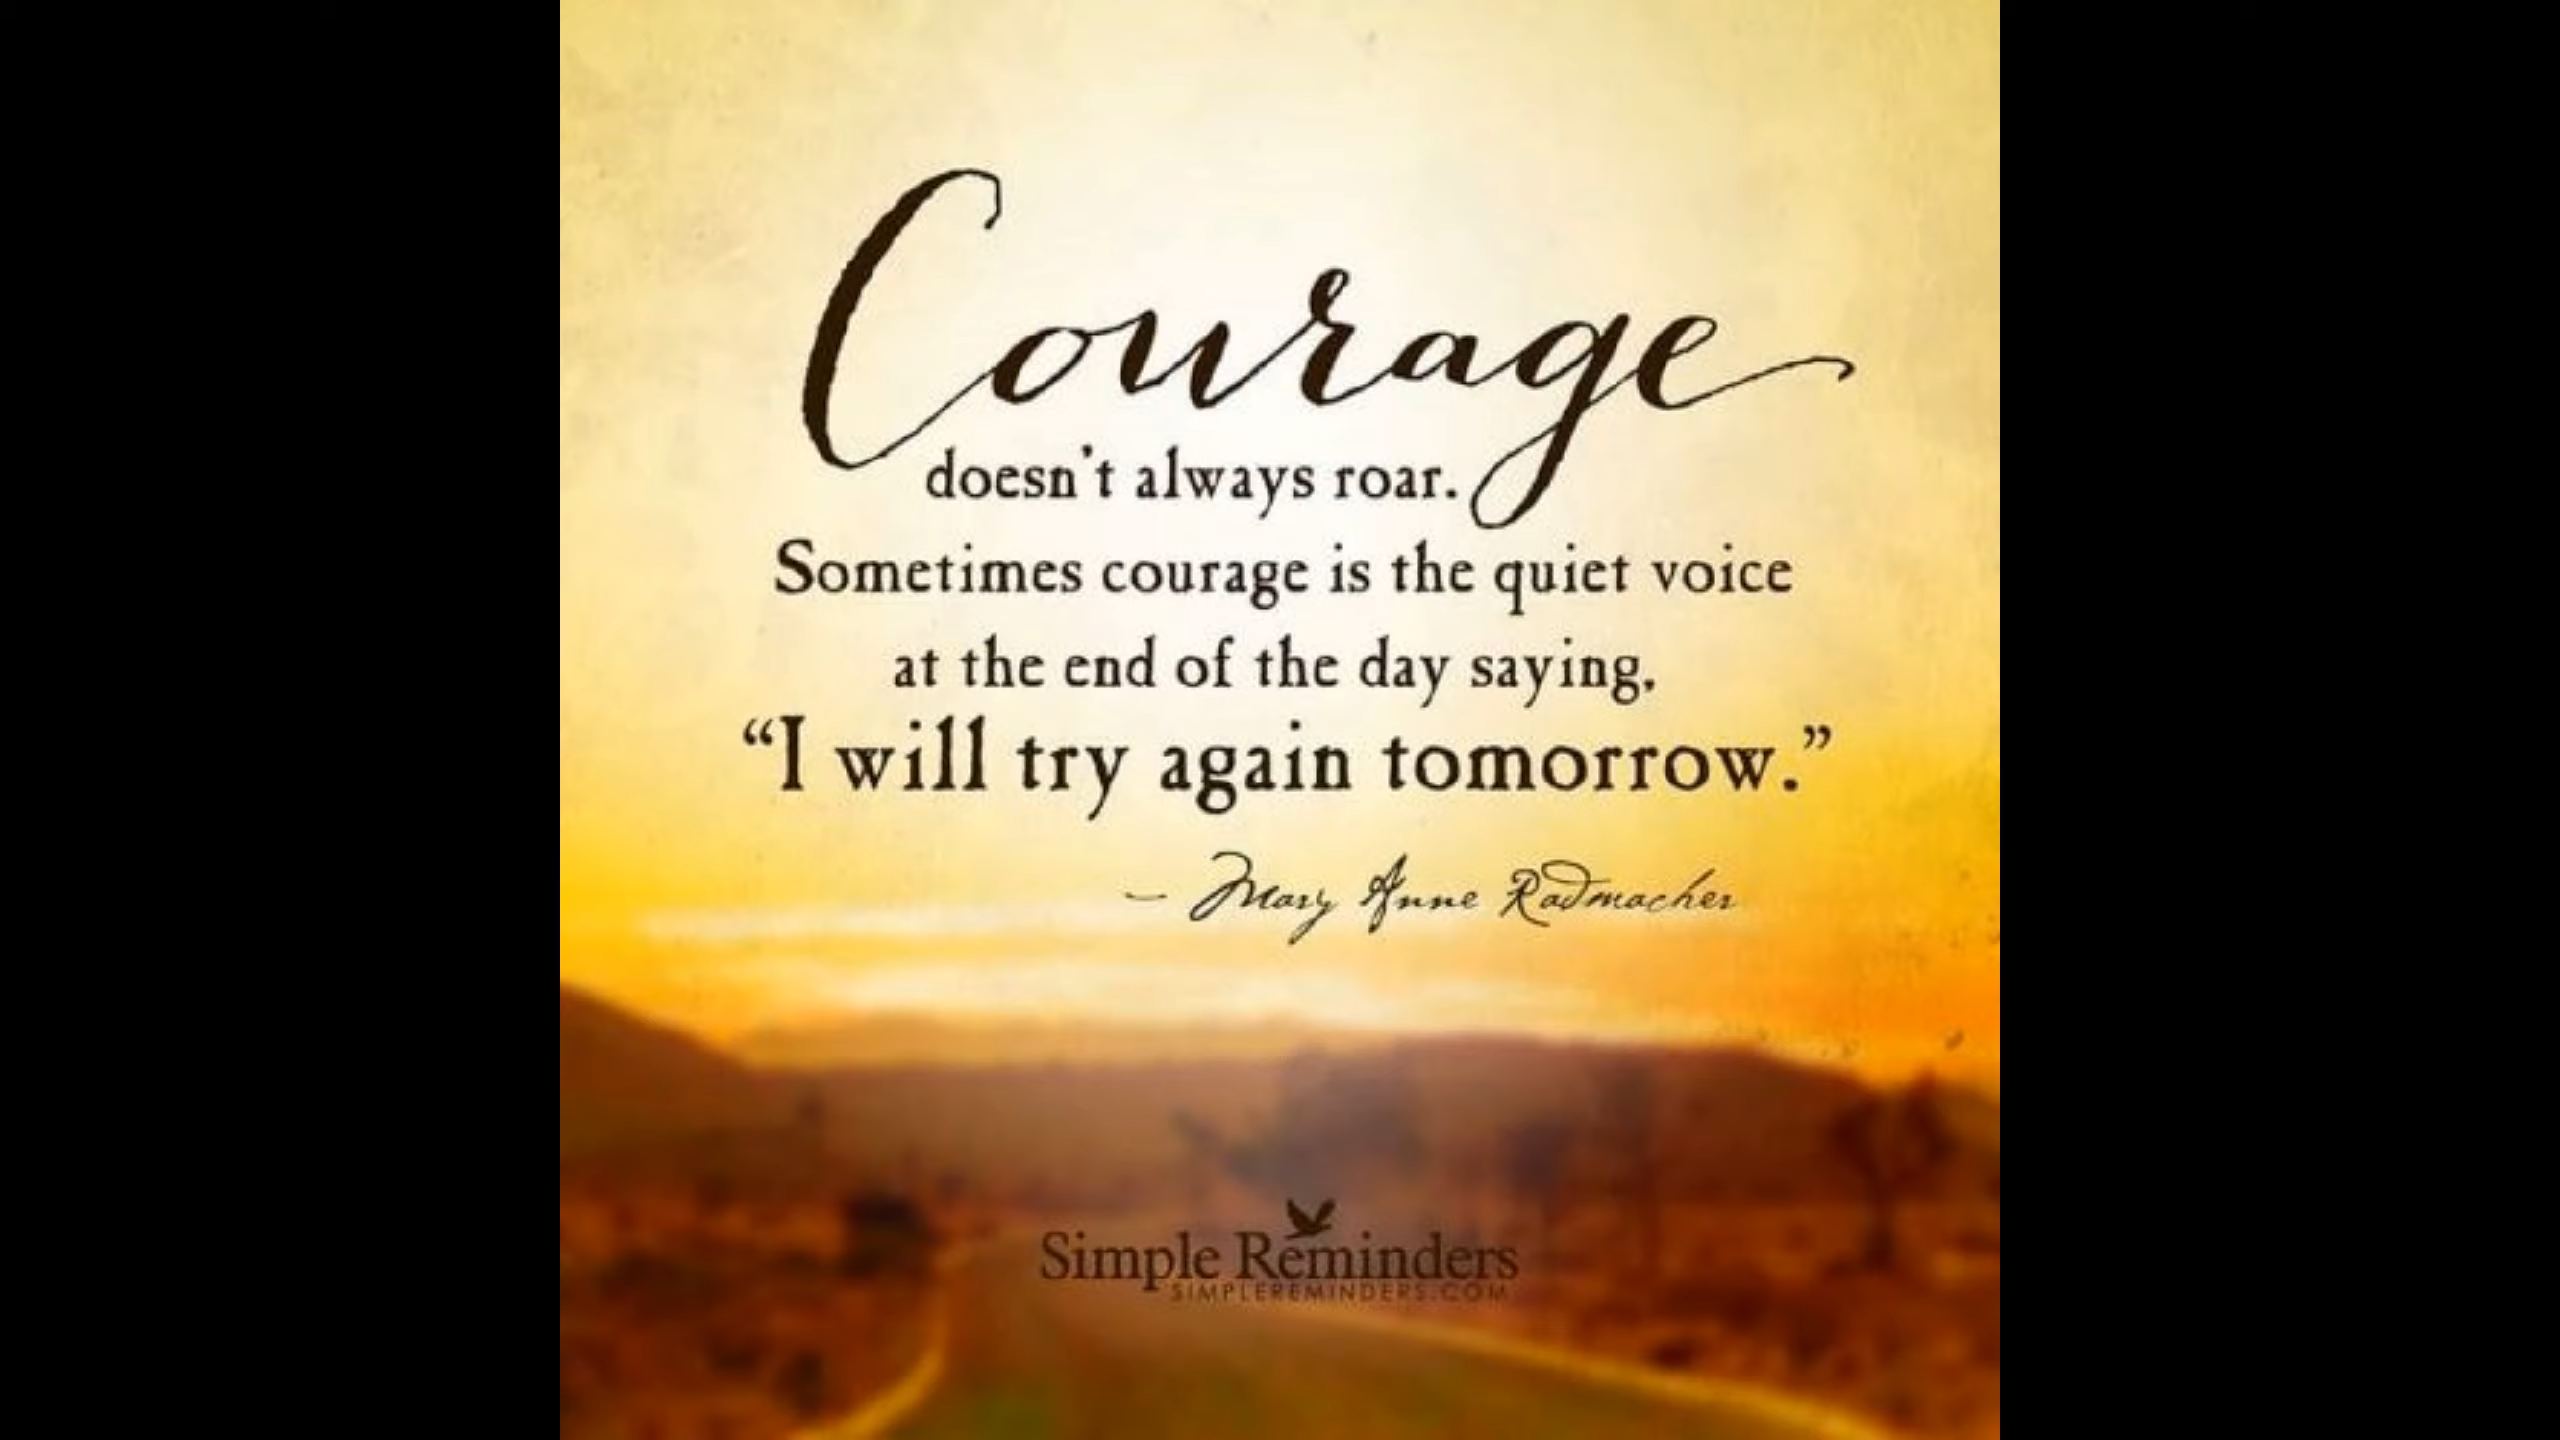 Courage
doesn't always roar.
Sometimes courage is the quiet voice
at the end of the day saying,
“I will try again tomorrow.”
– Mary Anne Radmacher
Simple Reminders
SIMPLEREMINDERS.COM